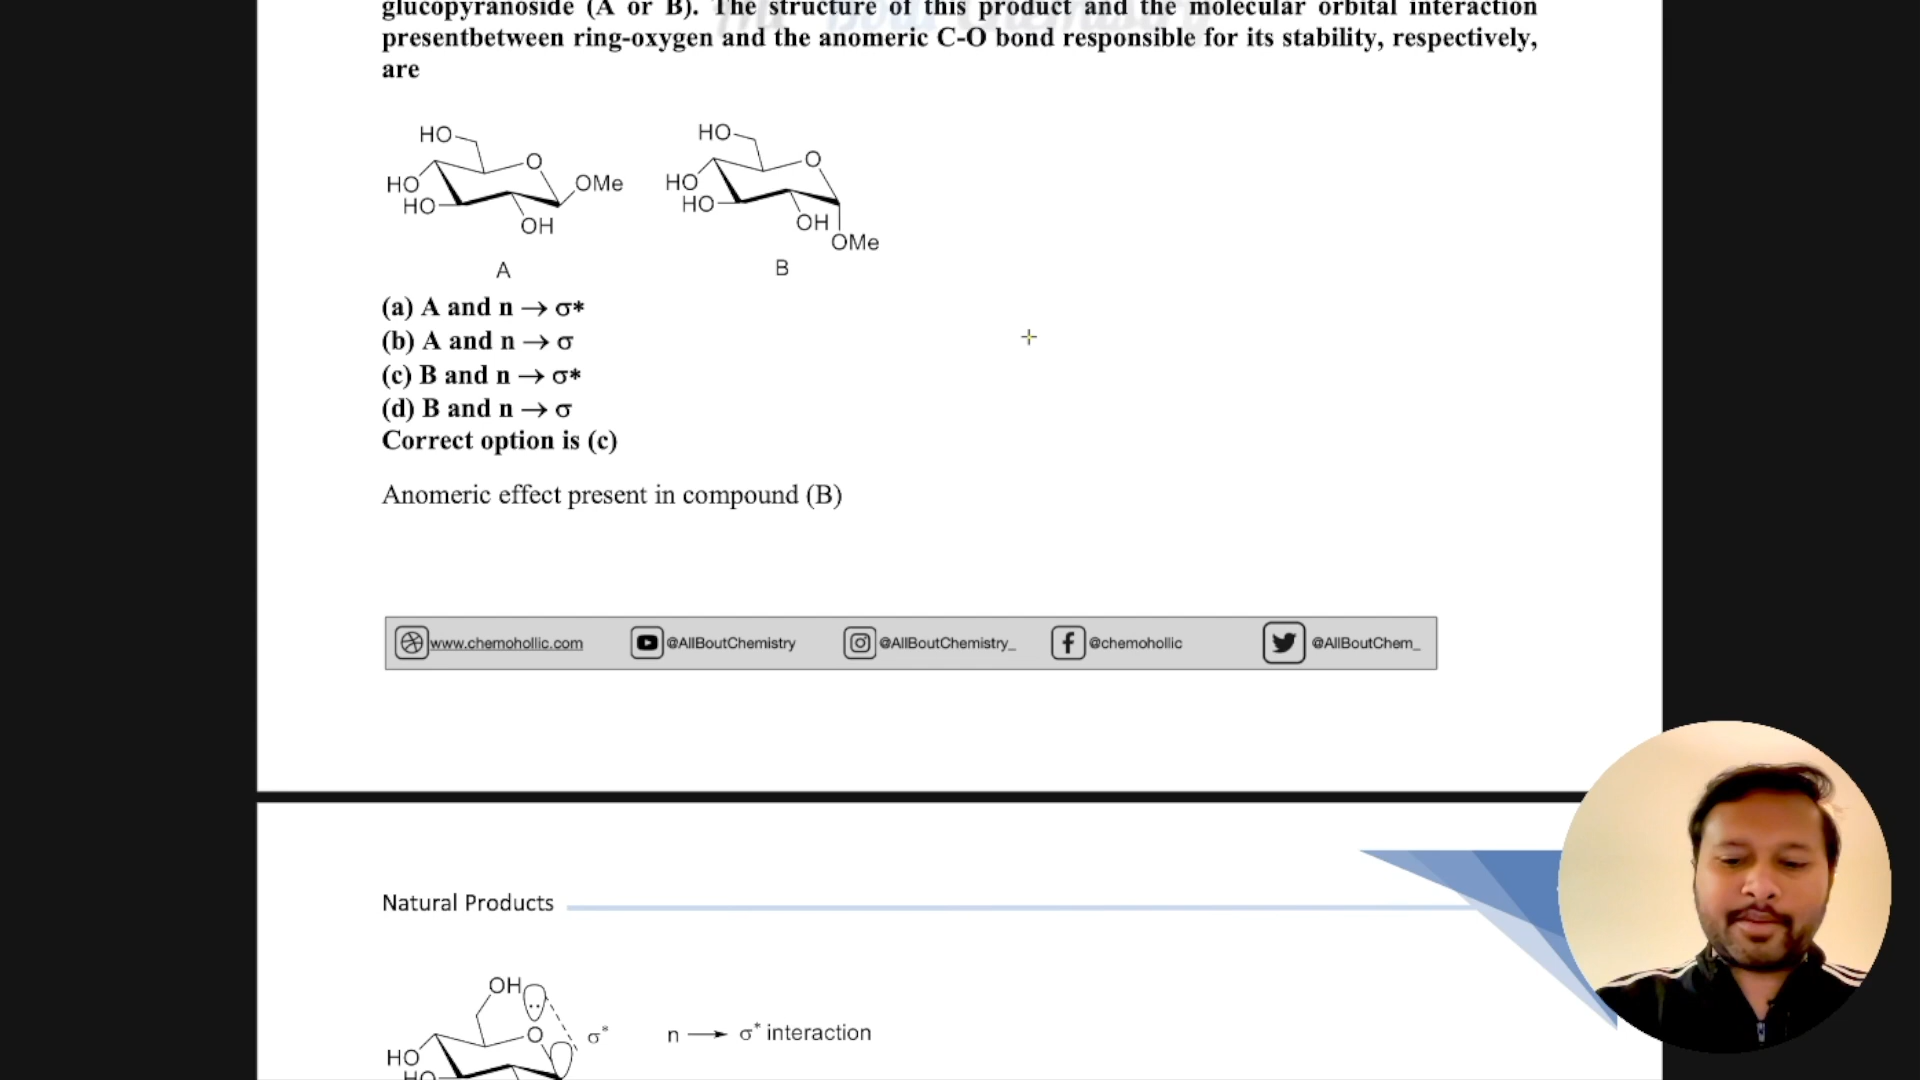 glucopyranoside (A or B). The structure of this product and the molecular orbital interaction
presentbetween ring-oxygen and the anomeric C-O bond responsible for its stability, respectively,
are
HO
O
HO
HO
OMe
OH
A
HO
O
HO
HO
OH
OMe
B
(a) A and n → σ*
(b) A and n → σ
(c) B and n → σ*
(d) B and n → σ
Correct option is (c)
Anomeric effect present in compound (B)
www.chemohollic.com
@AllBoutChemistry
@AllBoutChemistry_
@chemohollic
@AllBoutChem_
Natural Products
OH
O
σ*
n → σ* interaction
HO
HO